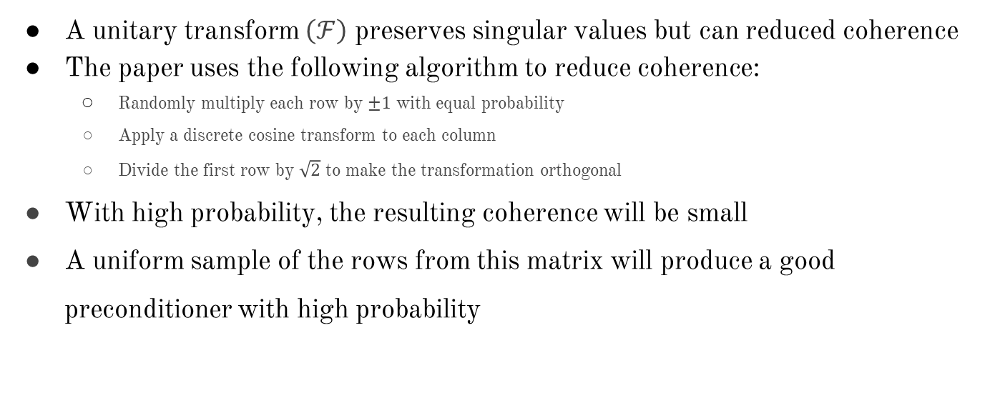 ● A unitary transform (ℱ) preserves singular values but can reduced coherence
● The paper uses the following algorithm to reduce coherence:
○ Randomly multiply each row by ±1 with equal probability
○ Apply a discrete cosine transform to each column
○ Divide the first row by √2 to make the transformation orthogonal
● With high probability, the resulting coherence will be small
● A uniform sample of the rows from this matrix will produce a good
preconditioner with high probability